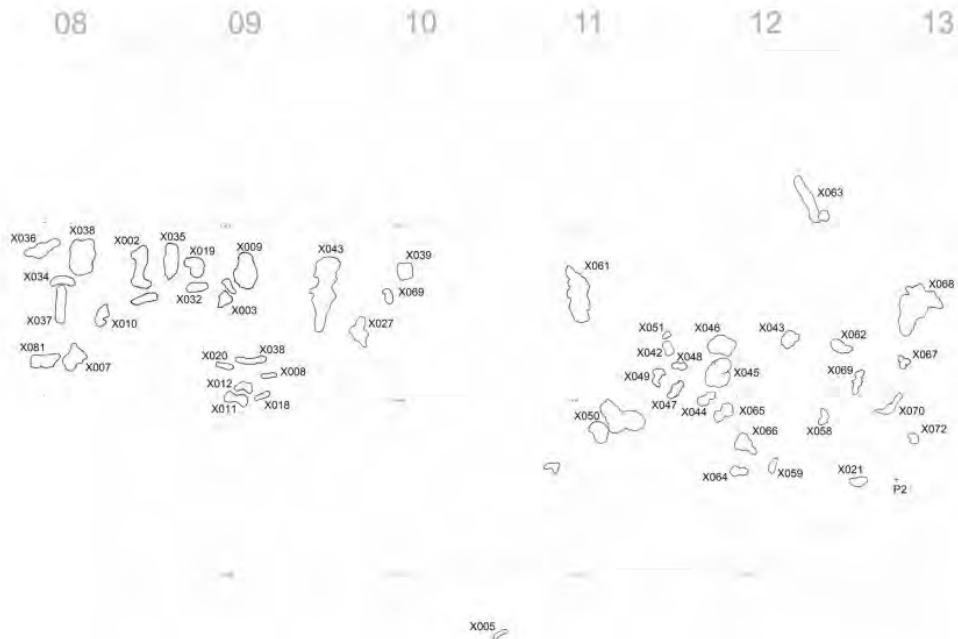 08 09 10 11 12 13
X063
X036 X038 X002 X035 X019 X009 X043 X039
X061
X034 X032 X069 X068
X003
X037 X010 X027
X051 X046 X043 X062
X081 X007 X020 X038 X042 X048 X067
X008 X049 X045 X069
X012
X011 X018 X047 X044 X065 X070
X050 X066 X058 X072
X064 X059 X021
P2
X005